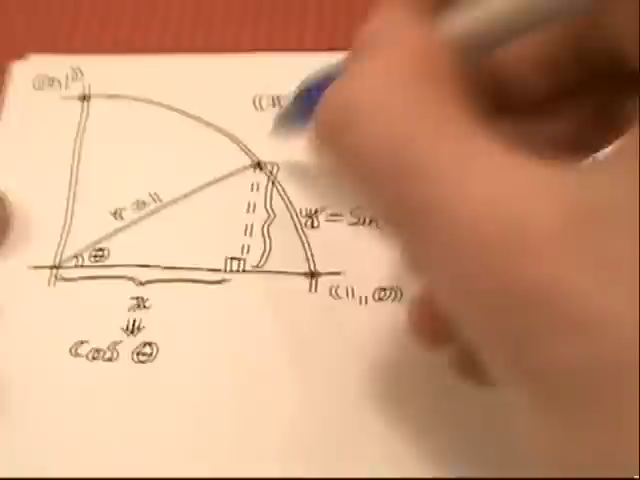 (0,1)
r=1
y = Sin
θ
(1, 0)
x
cos θ